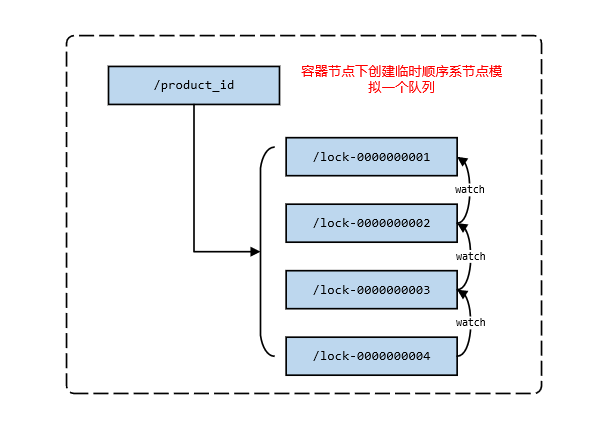 /product_id
容器节点下创建临时顺序系节点模
拟一个队列
/lock-0000000001
watch
/lock-0000000002
watch
/lock-0000000003
watch
/lock-0000000004